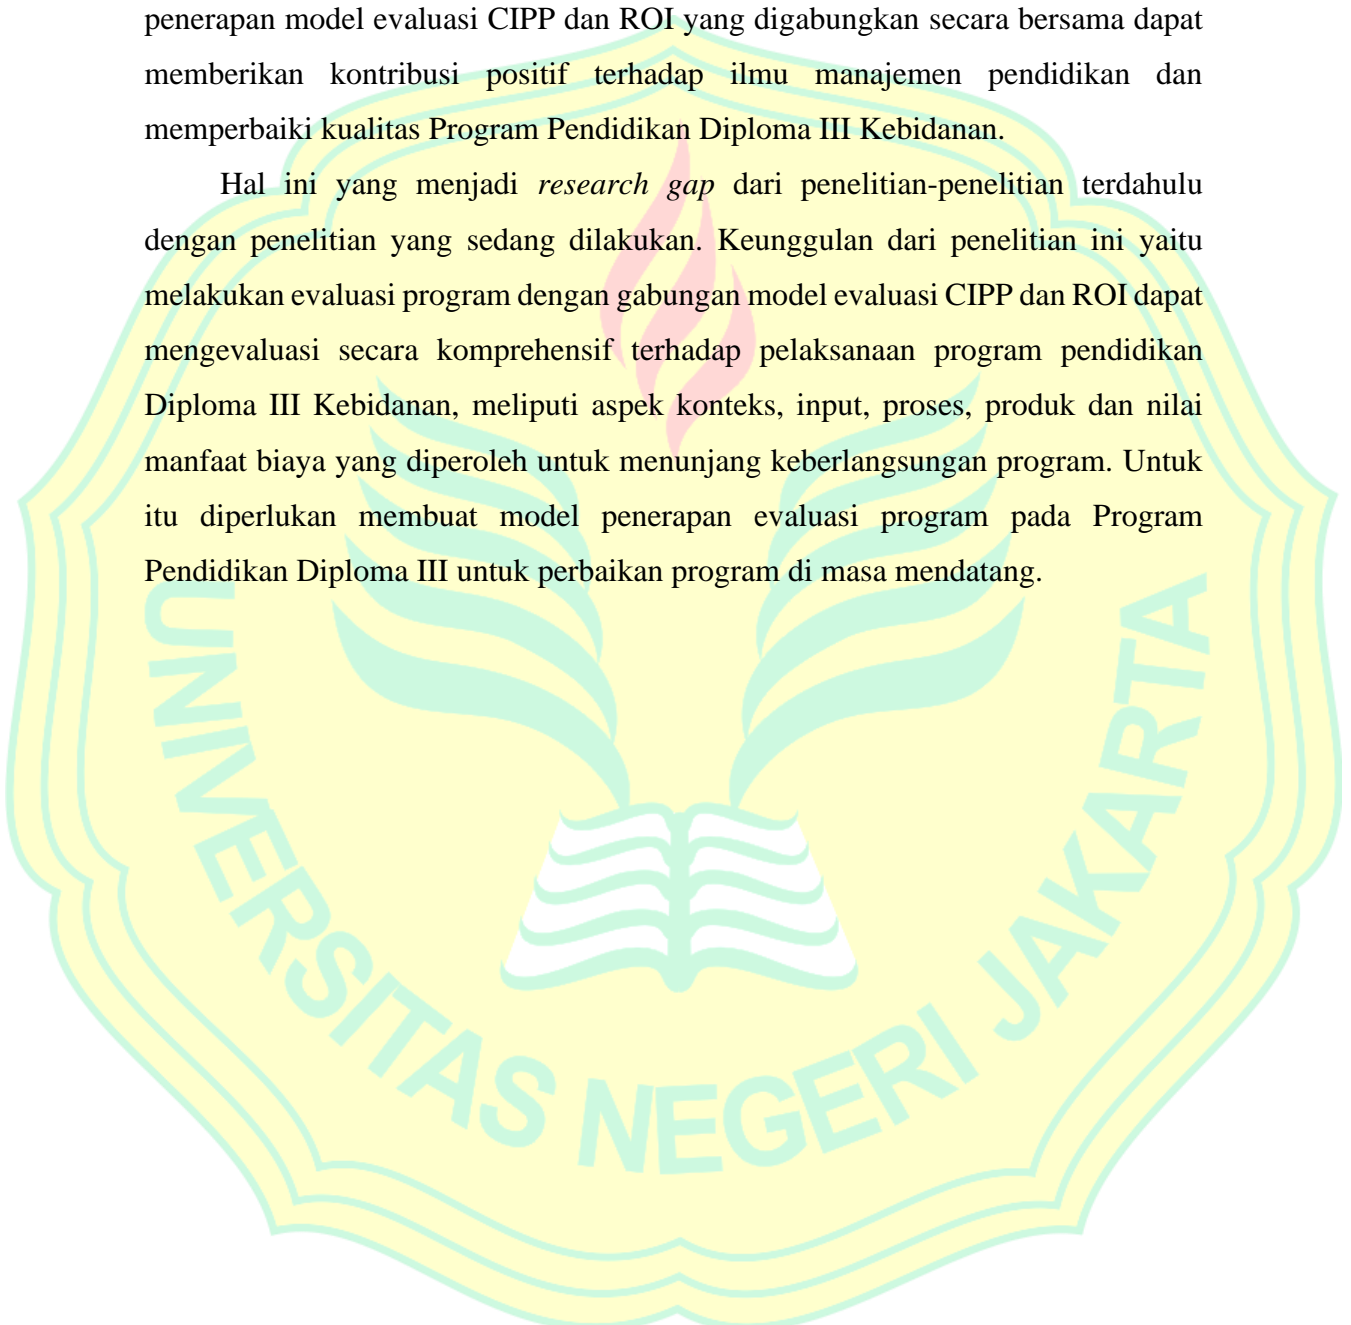 penerapan model evaluasi CIPP dan ROI yang digabungkan secara bersama dapat
memberikan kontribusi positif terhadap ilmu manajemen pendidikan dan
memperbaiki kualitas Program Pendidikan Diploma III Kebidanan.
Hal ini yang menjadi research gap dari penelitian-penelitian terdahulu
dengan penelitian yang sedang dilakukan. Keunggulan dari penelitian ini yaitu
melakukan evaluasi program dengan gabungan model evaluasi CIPP dan ROI dapat
mengevaluasi secara komprehensif terhadap pelaksanaan program pendidikan
Diploma III Kebidanan, meliputi aspek konteks, input, proses, produk dan nilai
manfaat biaya yang diperoleh untuk menunjang keberlangsungan program. Untuk
itu diperlukan membuat model penerapan evaluasi program pada Program
Pendidikan Diploma III untuk perbaikan program di masa mendatang.
UNIVERSITAS NEGERI JAKARTA